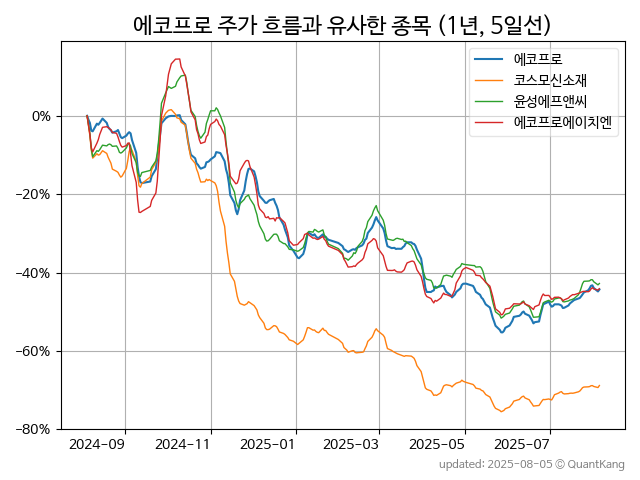 에코프로 주가 흐름과 유사한 종목 (1년, 5일선)
에코프로
코스모신소재
윤성에프앤씨
에코프로에이치엔
0%
−20%
−40%
−60%
−80%
2024-09 2024-11 2025-01 2025-03 2025-05 2025-07
updated: 2025-08-05 © QuantKang